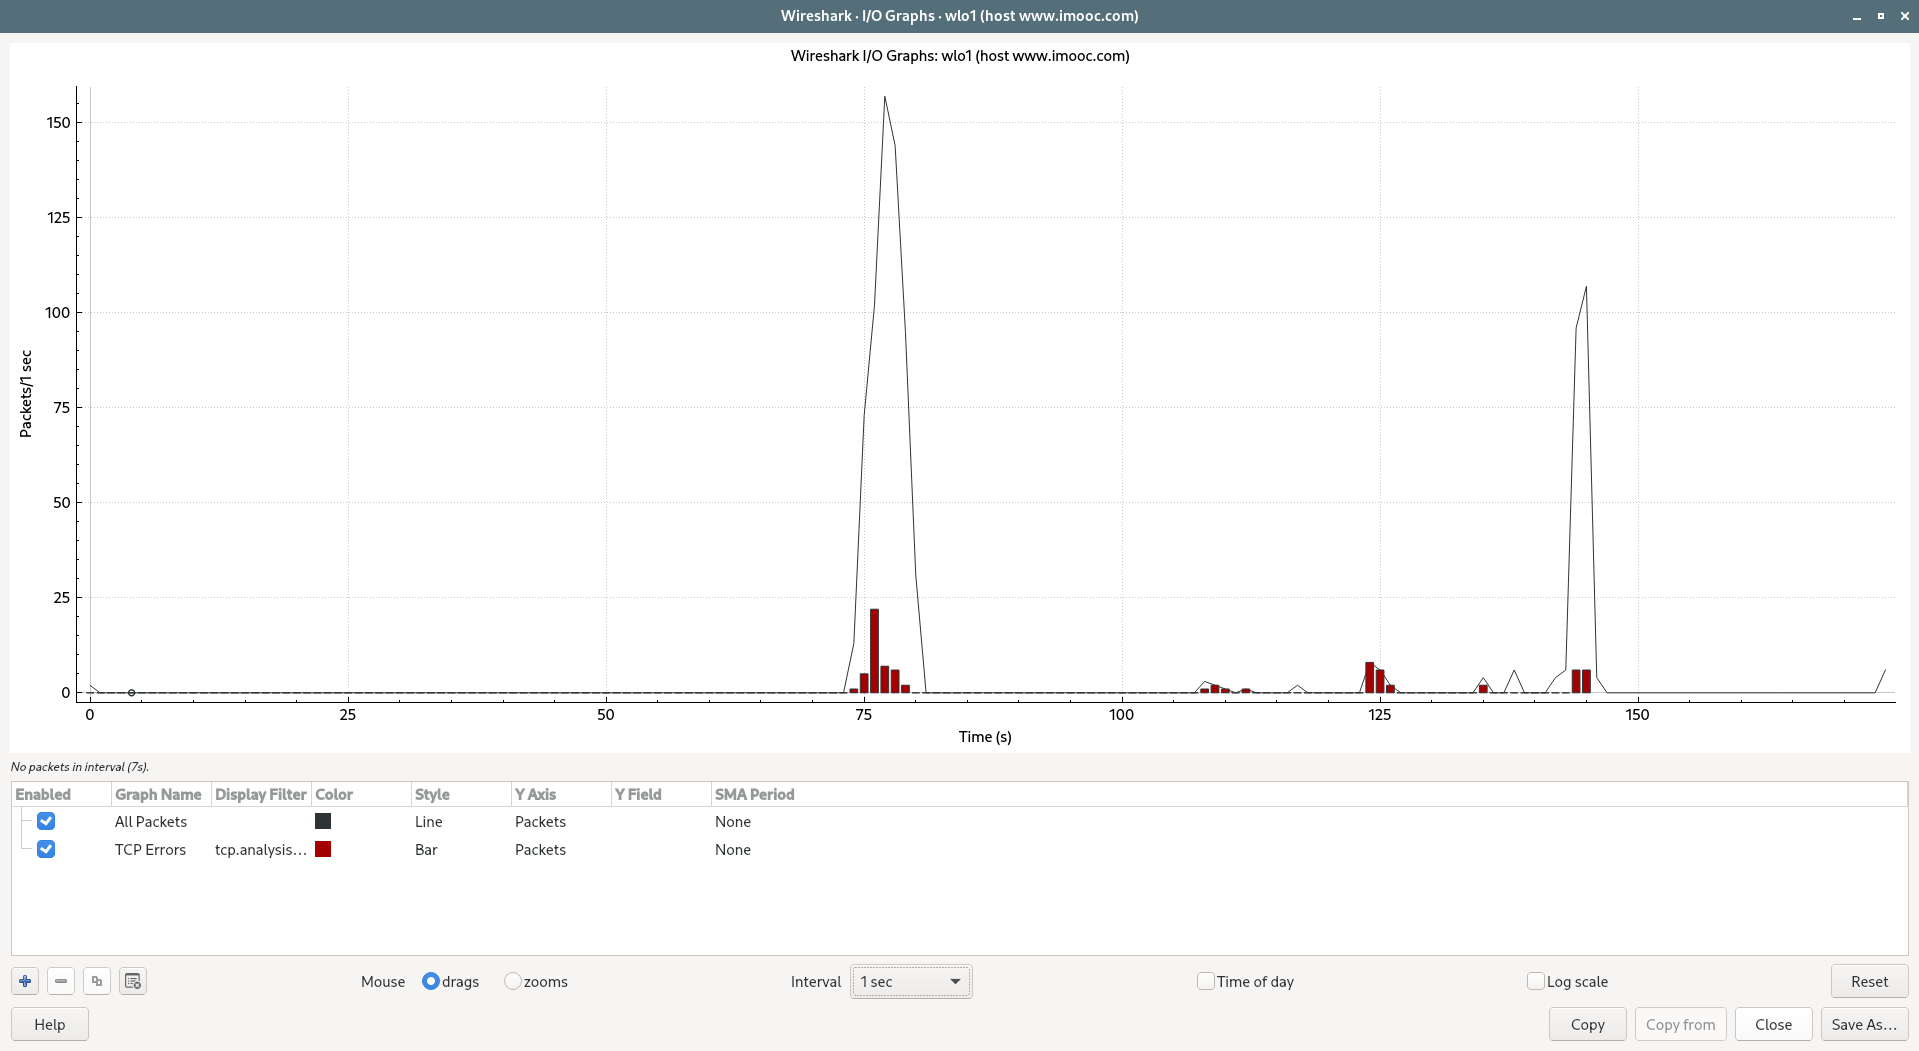 Wireshark · I/O Graphs · wlo1 (host www.imooc.com)
Wireshark I/O Graphs: wlo1 (host www.imooc.com)
150
125
100
75
50
25
0
Packets/1 sec
0 25 50 75 100 125 150
Time (s)
No packets in interval (7s).
Enabled Graph Name Display Filter Color Style Y Axis Y Field SMA Period
All Packets Line Packets None
TCP Errors tcp.analysis... Bar Packets None
Mouse drags zooms Interval 1 sec Time of day Log scale Reset
Help Copy Copy from Close Save As...